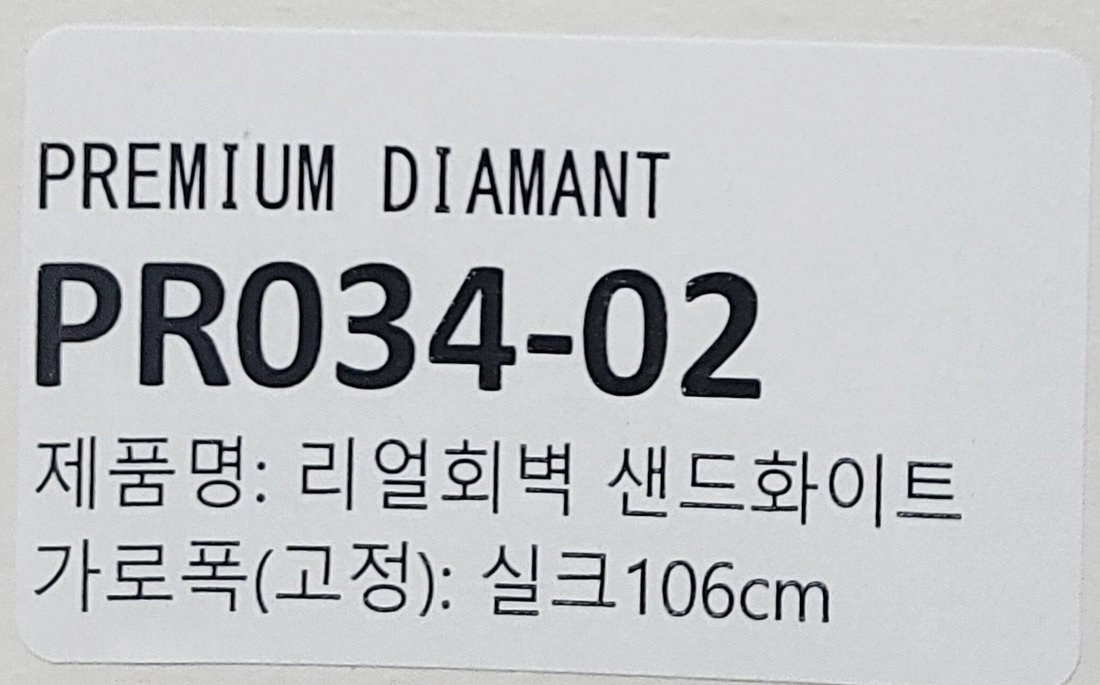 PREMIUM DIAMANT
PR034-02
제품명: 리얼회벽 샌드화이트
가로폭(고정): 실크106cm